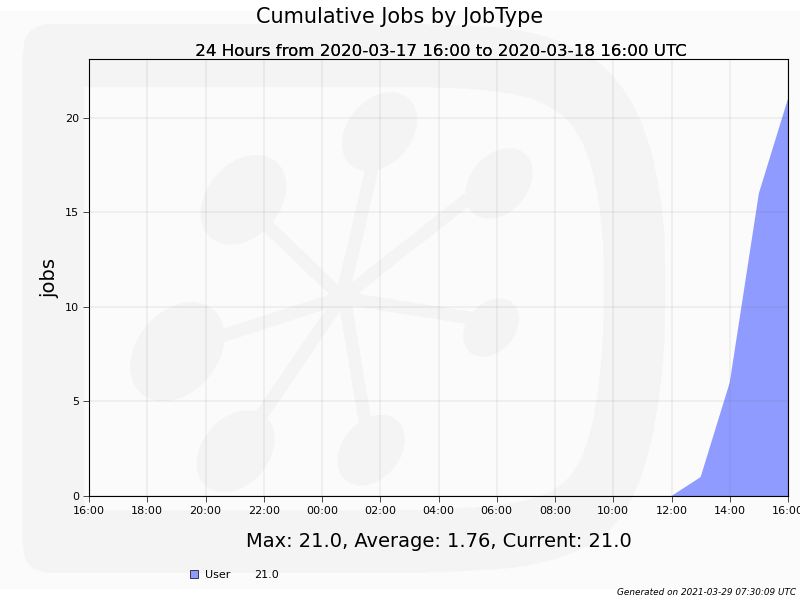 Cumulative Jobs by JobType
24 Hours from 2020-03-17 16:00 to 2020-03-18 16:00 UTC
jobs
20
15
10
5
0
16:00 18:00 20:00 22:00 00:00 02:00 04:00 06:00 08:00 10:00 12:00 14:00 16:00
Max: 21.0, Average: 1.76, Current: 21.0
User 21.0
Generated on 2021-03-29 07:30:09 UTC